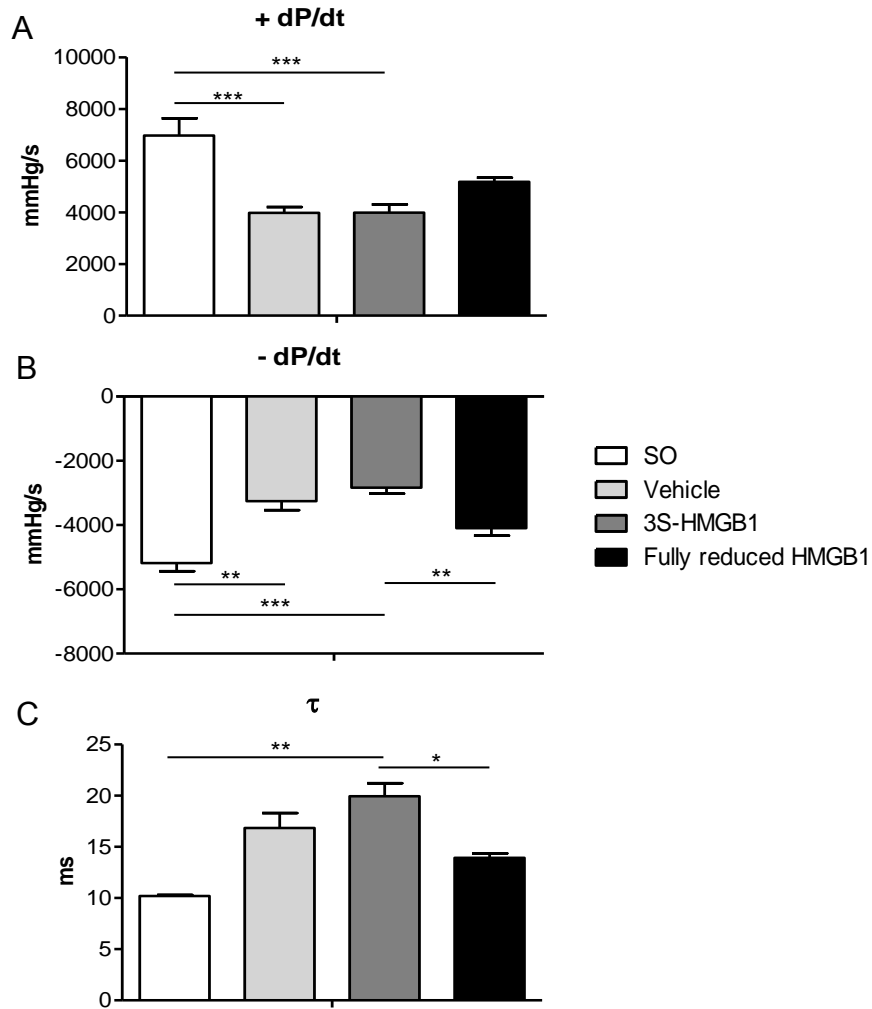 A
+ dP/dt
mmHg/s
10000
8000
6000
4000
2000
0
***
***
B
- dP/dt
mmHg/s
0
-2000
-4000
-6000
-8000
**
**
***
SO
Vehicle
3S-HMGB1
Fully reduced HMGB1
C
τ
ms
25
20
15
10
5
0
**
*